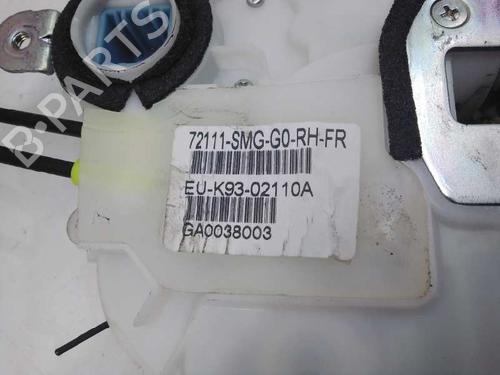 B-PARTS
72111-SMG-G0-RH-FR
EU-K93-02110A
GA0038003